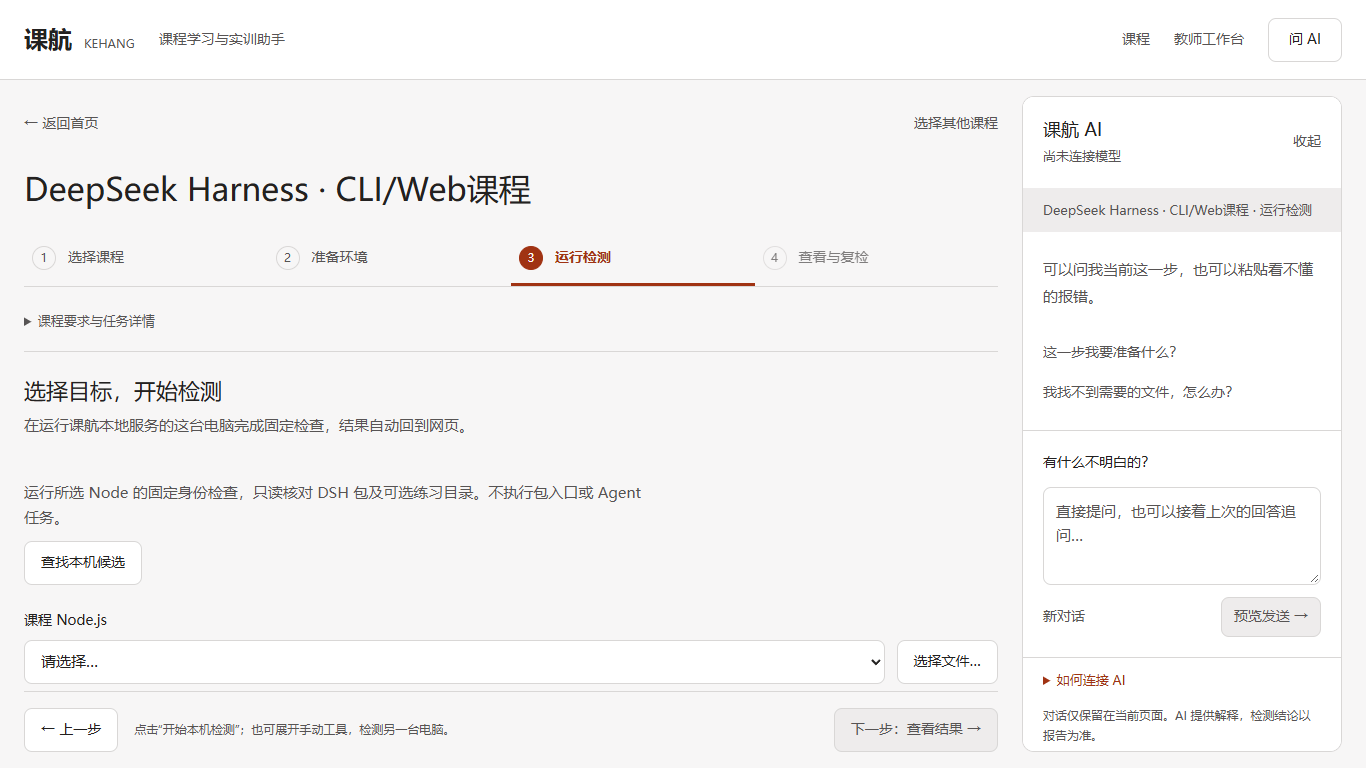 课航 KEHANG 课程学习与实训助手 课程 教师工作台 问 AI
← 返回首页 选择其他课程
DeepSeek Harness · CLI/Web课程
1 选择课程 2 准备环境 3 运行检测 4 查看与复检
▶ 课程要求与任务详情
选择目标，开始检测
在运行课航本地服务的这台电脑完成固定检查，结果自动回到网页。
运行所选 Node 的固定身份检查，只读核对 DSH 包及可选练习目录。不执行包入口或 Agent
任务。
查找本机候选
课程 Node.js
请选择... 选择文件...
← 上一步 点击“开始本机检测”；也可展开手动工具，检测另一台电脑。 下一步：查看结果 →
课航 AI
尚未连接模型
收起
DeepSeek Harness · CLI/Web课程 · 运行检测
可以问我当前这一步，也可以粘贴看不懂
的报错。
这一步我要准备什么？
我找不到需要的文件，怎么办？
有什么不明白的？
直接提问，也可以接着上次的回答追
问...
新对话 预览发送 →
▶ 如何连接 AI
对话仅保留在当前页面。AI 提供解释，检测结论以
报告为准。